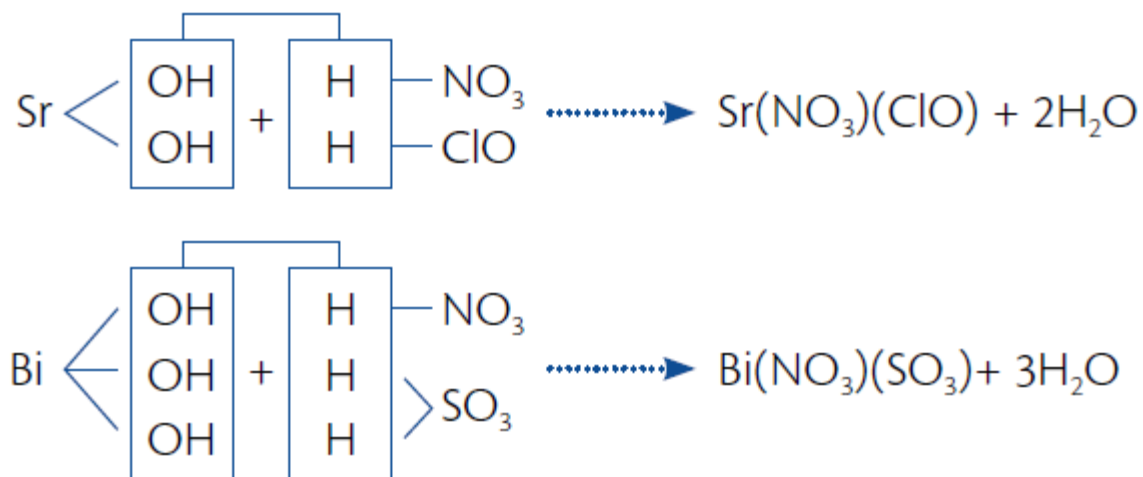 OH H NO₃
Sr + Sr(NO₃)(ClO) + 2H₂O
OH H ClO
OH H NO₃
Bi OH + H Bi(NO₃)(SO₃)+ 3H₂O
SO₃
OH H